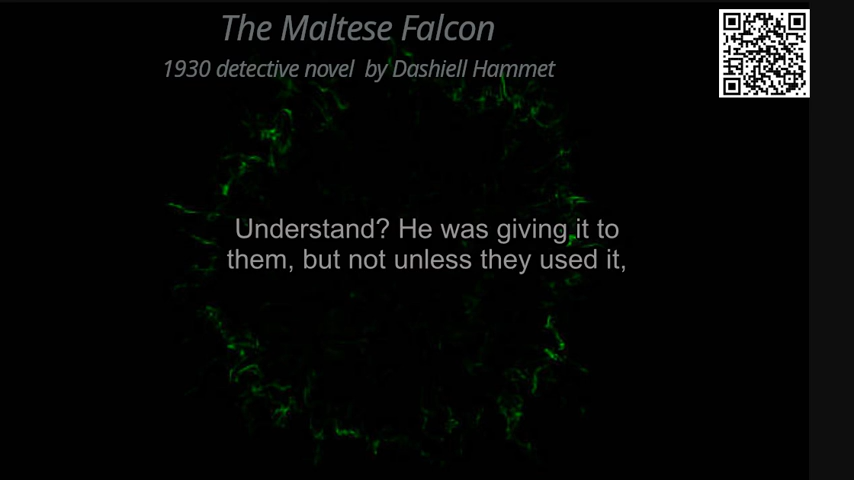 The Maltese Falcon
1930 detective novel by Dashiell Hammet
Understand? He was giving it to
them, but not unless they used it,